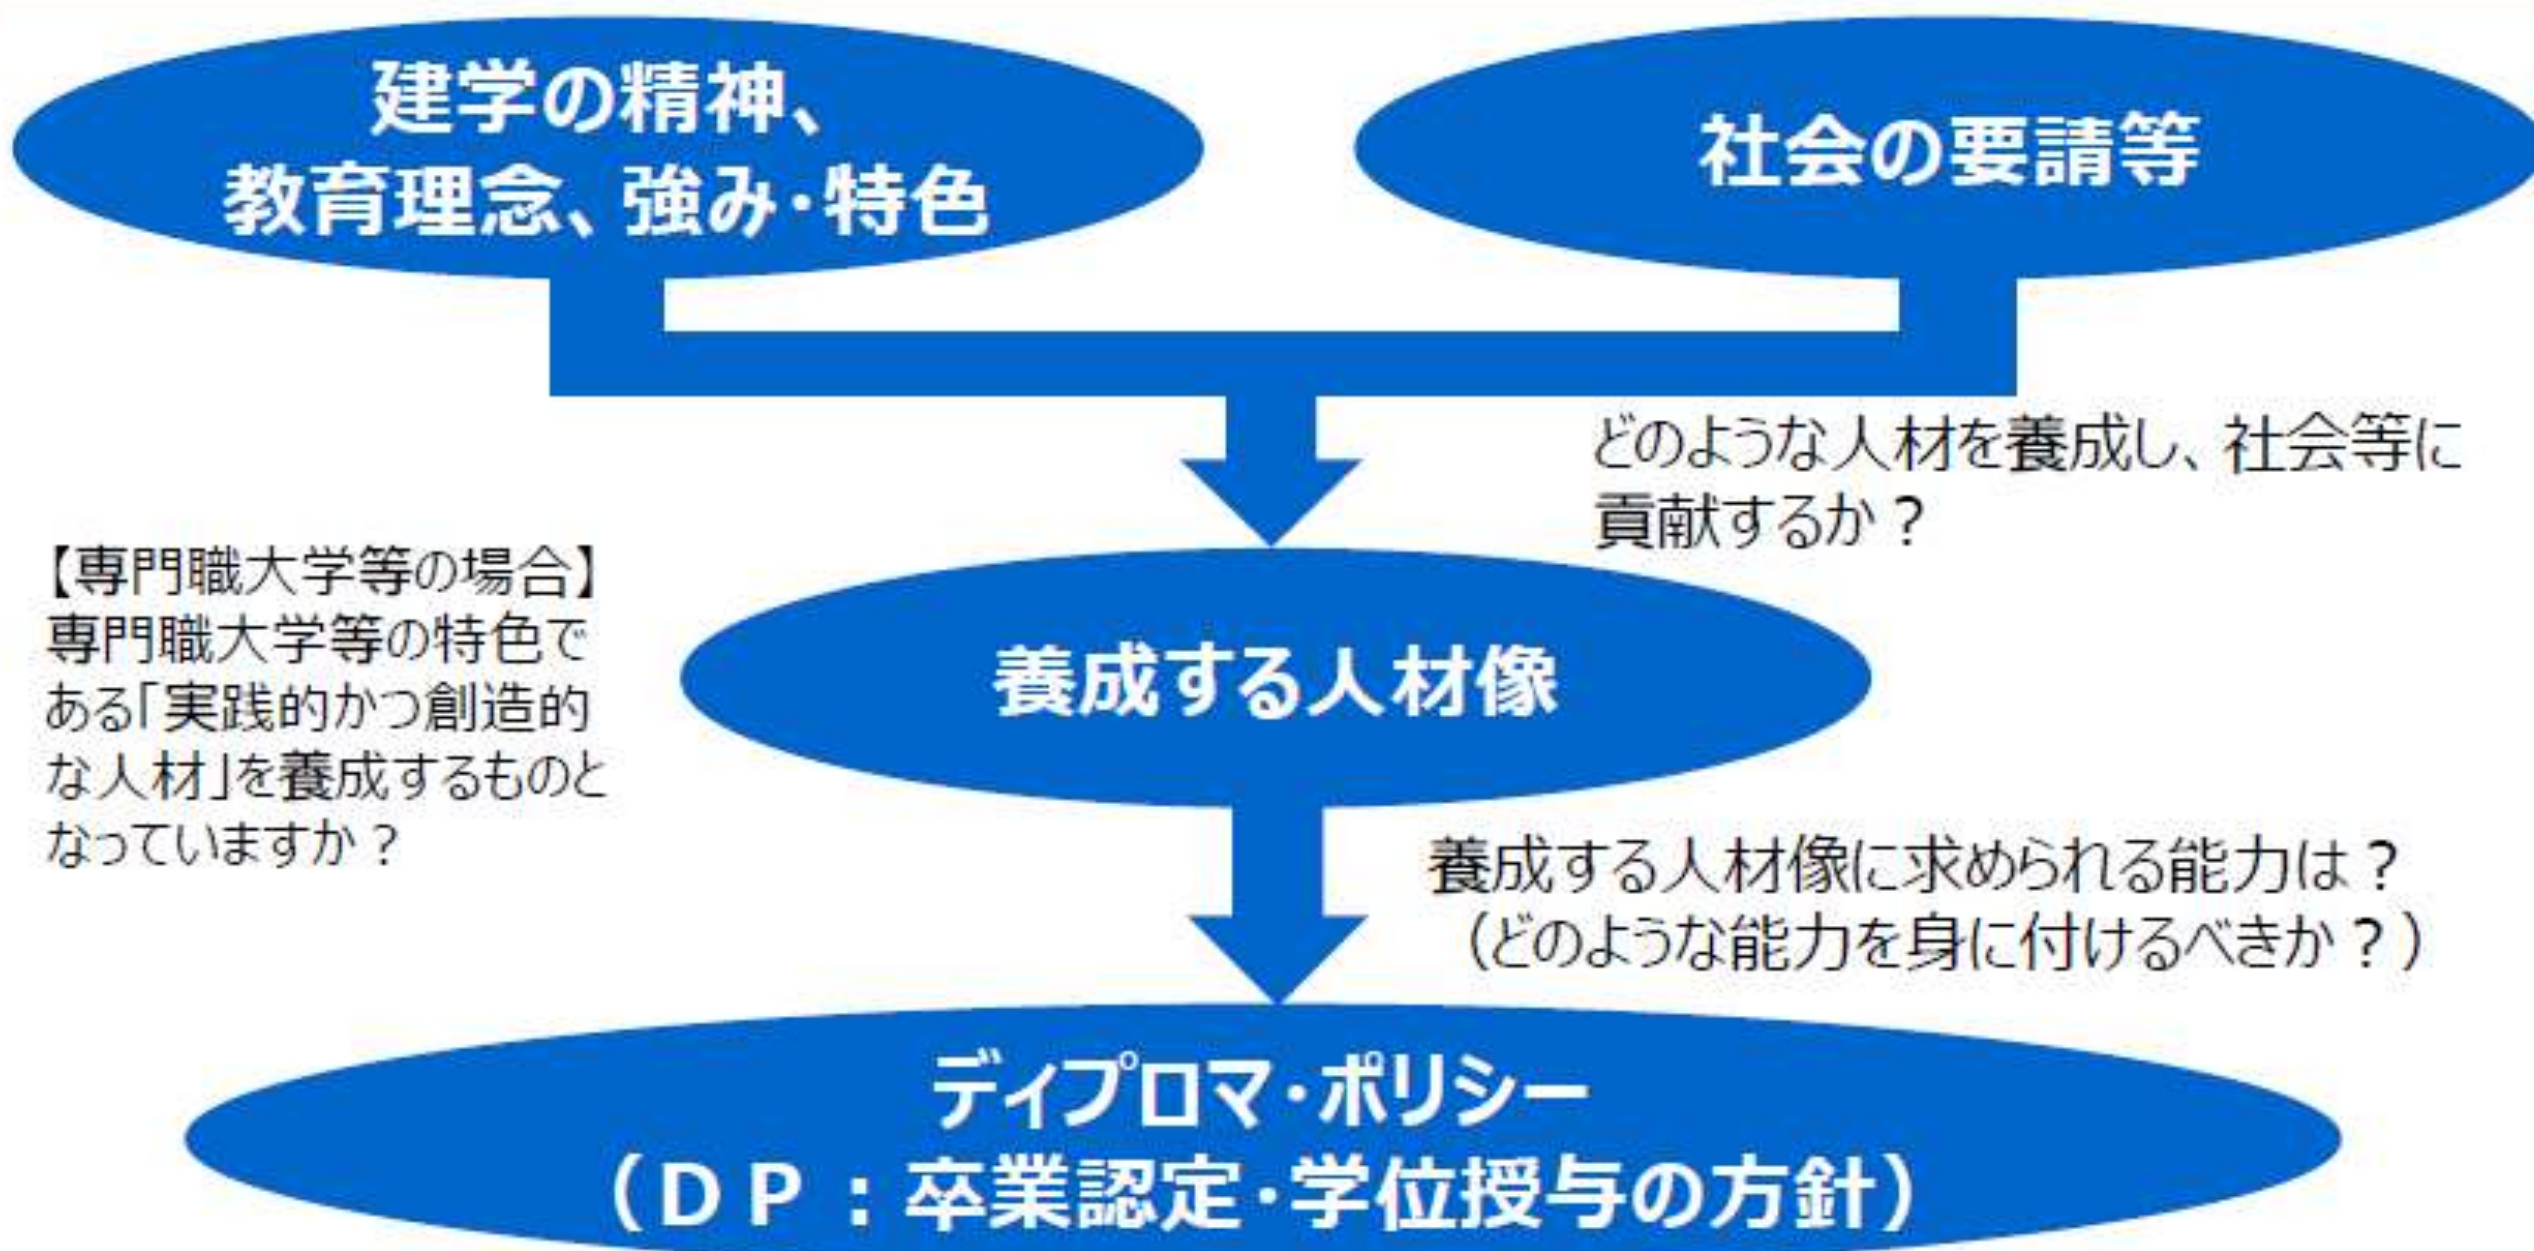 建学の精神、
教育理念、強み・特色
社会の要請等
どのような人材を養成し、社会等に
貢献するか？
【専門職大学等の場合】
専門職大学等の特色で
ある「実践的かつ創造的
な人材」を養成するものと
なっていますか？
養成する人材像
養成する人材像に求められる能力は？
（どのような能力を身に付けるべきか？）
ディプロマ・ポリシー
（ＤＰ：卒業認定・学位授与の方針）